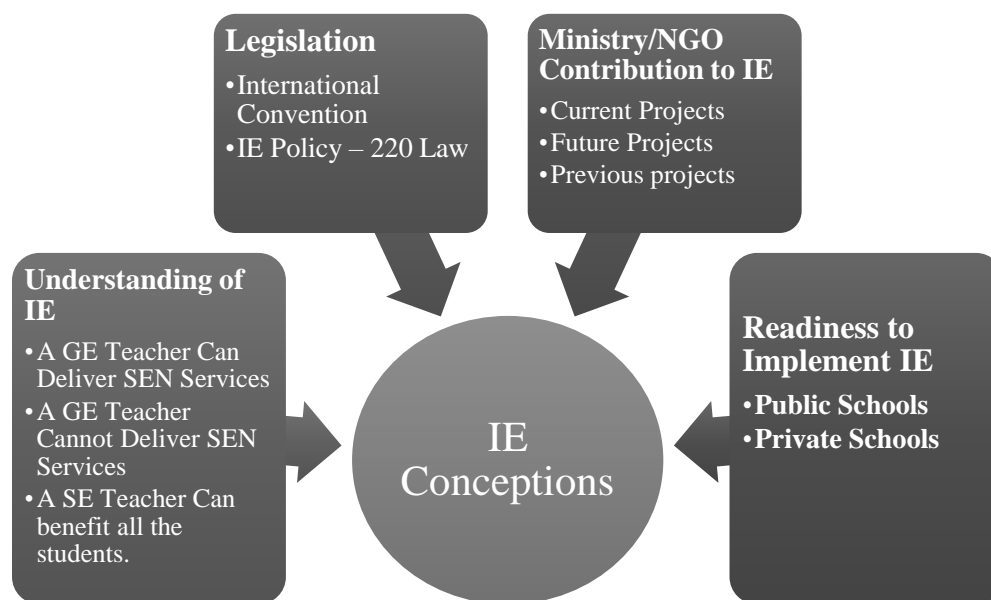 Legislation
•International
Convention
•IE Policy – 220 Law
Ministry/NGO
Contribution to IE
•Current Projects
•Future Projects
•Previous projects
Understanding of
IE
•A GE Teacher Can
Deliver SEN Services
•A GE Teacher
Cannot Deliver SEN
Services
•A SE Teacher Can
benefit all the
students.
IE
Conceptions
Readiness to
Implement IE
•Public Schools
•Private Schools